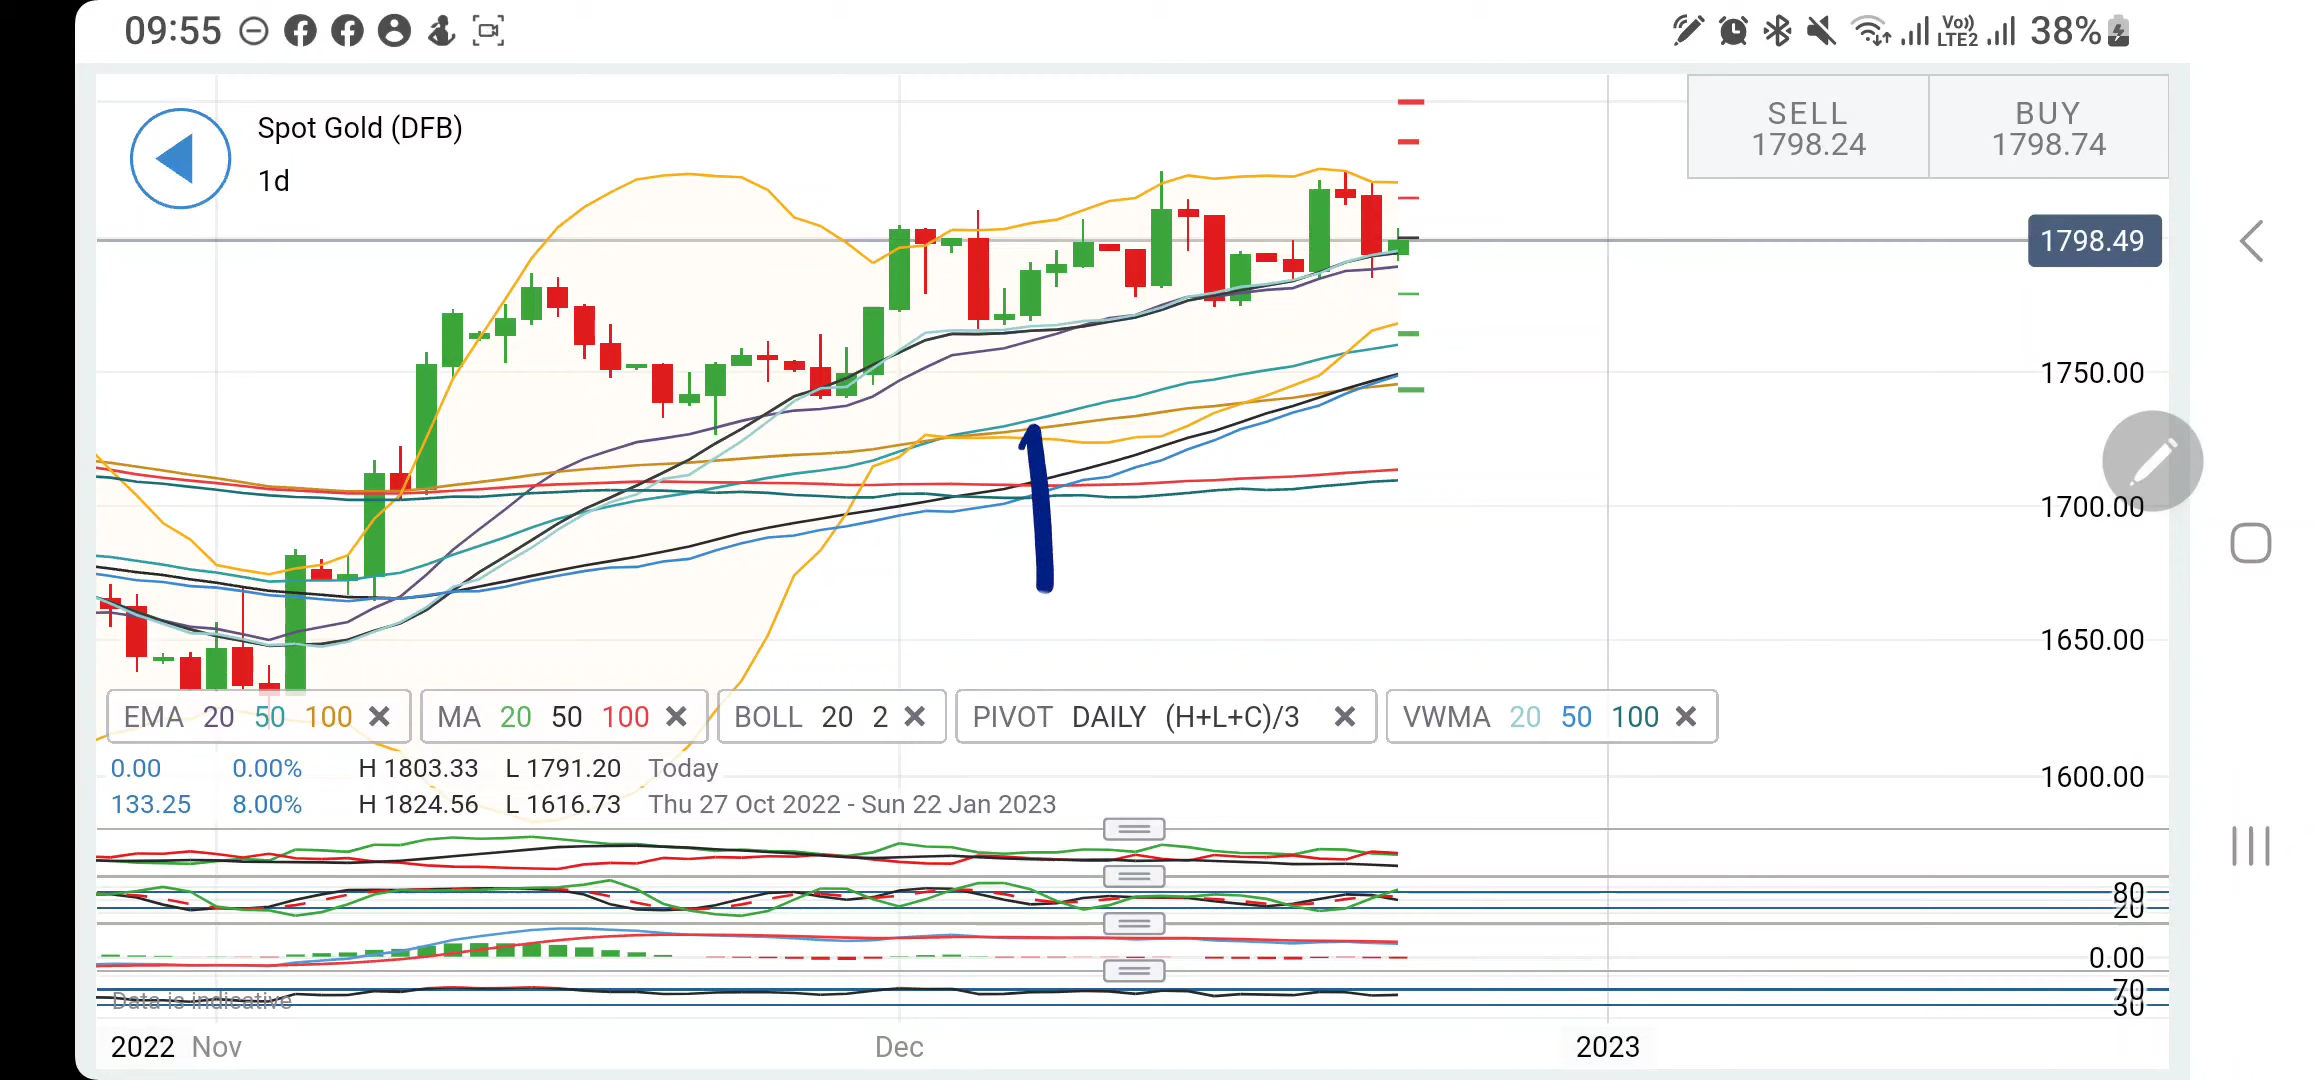 09:55 Vo)) LTE2 38%
Spot Gold (DFB)
1d
SELL BUY
1798.24 1798.74
1798.49
1750.00
1700.00
1650.00
EMA 20 50 100 MA 20 50 100 BOLL 20 2 PIVOT DAILY (H+L+C)/3 VWMA 20 50 100
0.00 0.00% H 1803.33 L 1791.20 Today
1600.00
133.25 8.00% H 1824.56 L 1616.73 Thu 27 Oct 2022 - Sun 22 Jan 2023
80
20
0.00
70
30
Data is indicative
2022 Nov Dec 2023